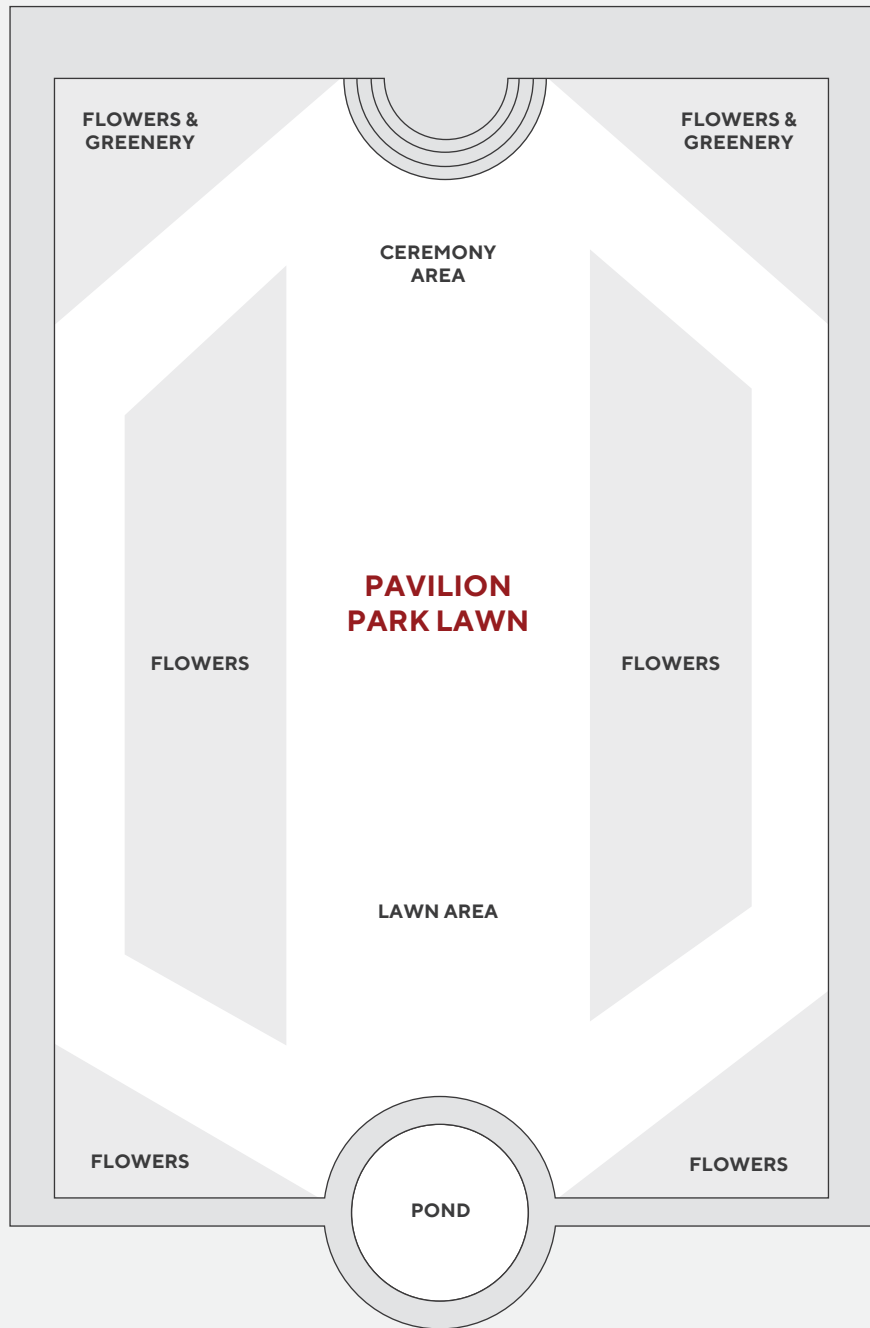 FLOWERS &
GREENERY
FLOWERS &
GREENERY
CEREMONY
AREA
PAVILION
PARK LAWN
FLOWERS
FLOWERS
LAWN AREA
FLOWERS
FLOWERS
POND